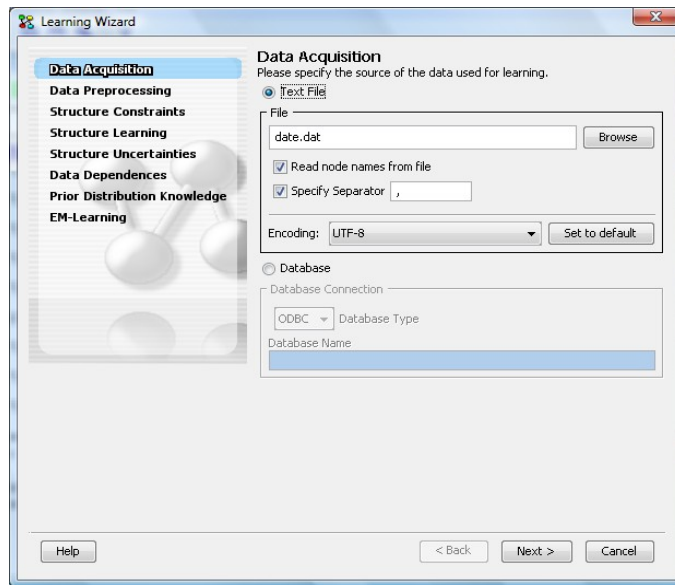 Learning Wizard
Data Acquisition
Data Preprocessing
Structure Constraints
Structure Learning
Structure Uncertainties
Data Dependences
Prior Distribution Knowledge
EM-Learning
Data Acquisition
Please specify the source of the data used for learning.
Text File
File
date.dat Browse
Read node names from file
Specify Separator ,
Encoding: UTF-8 Set to default
Database
Database Connection
ODBC Database Type
Database Name
Help < Back Next > Cancel